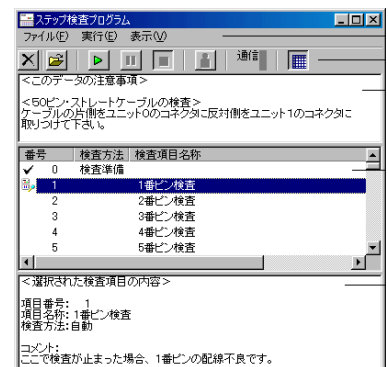 ステップ検査プログラム
ファイル(F) 実行(E) 表示(V)
通信
<このデータの注意事項>
<50ピン・ストレートケーブルの検査>
ケーブルの片側をユニット0のコネクタに反対側をユニット1のコネクタに
取りつけて下さい。
番号 検査方法 検査項目名称
0 検査準備
1 1番ピン検査
2 2番ピン検査
3 3番ピン検査
4 4番ピン検査
5 5番ピン検査
<選択された検査項目の内容>
項目番号: 1
項目名称: 1番ピン検査
検査方法:自動
コメント:
ここで検査が止まった場合、1番ピンの配線不良です。